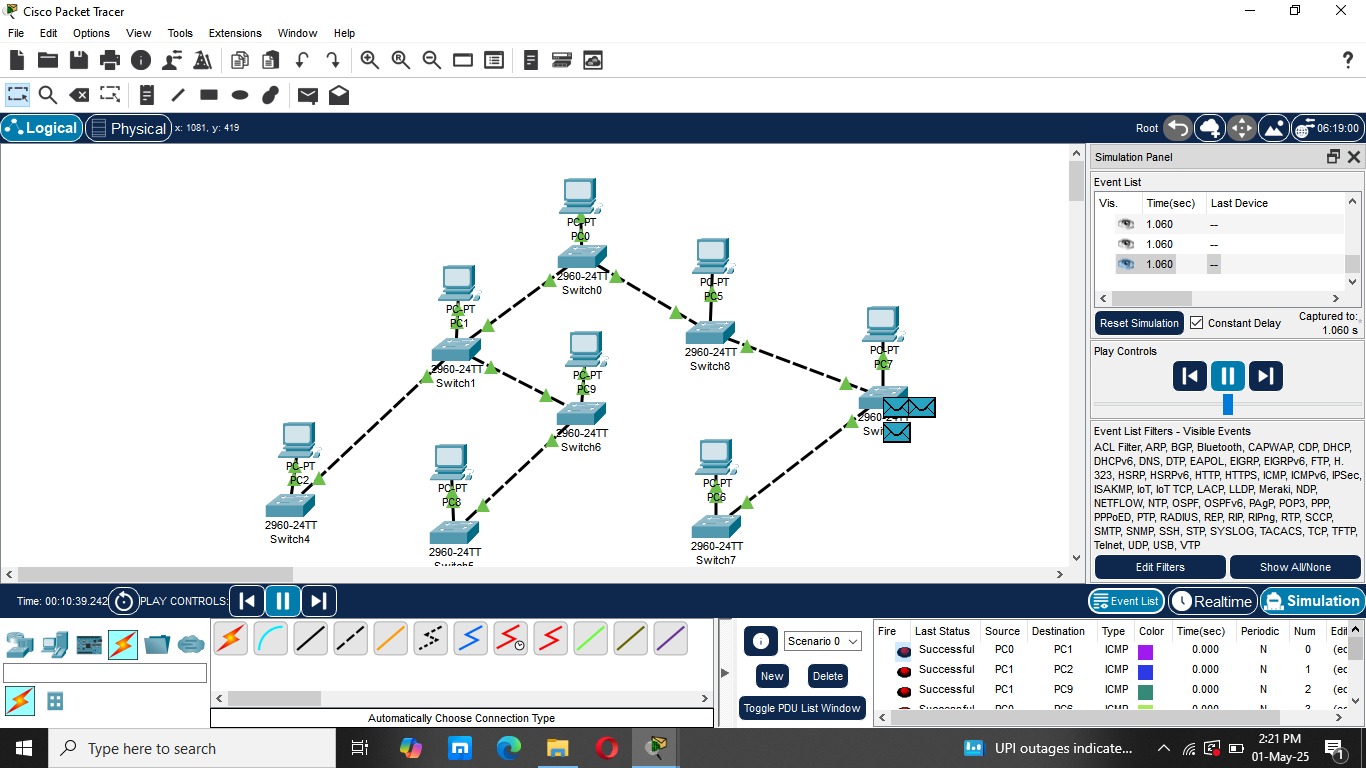 Cisco Packet Tracer
File Edit Options View Tools Extensions Window Help
?
Logical Physical x: 1081, y: 419 Root 06:19:00
Simulation Panel
Event List
Vis. Time(sec) Last Device
1.060 --
1.060 --
1.060 --
Reset Simulation Constant Delay Captured to:
1.060 s
Play Controls
Event List Filters - Visible Events
ACL Filter, ARP, BGP, Bluetooth, CAPWAP, CDP, DHCP,
DHCPv6, DNS, DTP, EAPOL, EIGRP, EIGRPv6, FTP, H.
323, HSRP, HSRPv6, HTTP, HTTPS, ICMP, ICMPv6, IPSec,
ISAKMP, IoT, IoT TCP, LACP, LLDP, Meraki, NDP,
NETFLOW, NTP, OSPF, OSPFv6, PAgP, POP3, PPP,
PPPoED, PTP, RADIUS, REP, RIP, RIPng, RTP, SCCP,
SMTP, SNMP, SSH, STP, SYSLOG, TACACS, TCP, TFTP,
Telnet, UDP, USB, VTP
Edit Filters Show All/None
PC-PT
PC0
2960-24TT
Switch0
PC-PT
PC5
2960-24TT
Switch8
PC-PT
PC1
2960-24TT
Switch1
PC-PT
PC7
2960-24TT
PC-PT
PC9
2960-24TT
Switch6
PC-PT
PC2
2960-24TT
Switch4
PC-PT
PC8
2960-24TT
Switch5
PC-PT
PC6
2960-24TT
Switch7
Time: 00:10:39.242 PLAY CONTROLS: Event List Realtime Simulation
Automatically Choose Connection Type
Scenario 0
New Delete
Toggle PDU List Window
Fire Last Status Source Destination Type Color Time(sec) Periodic Num Edi
Successful PC0 PC1 ICMP 0.000 N 0 (ec
Successful PC1 PC2 ICMP 0.000 N 1 (ec
Successful PC1 PC9 ICMP 0.000 N 2 (ec
Successful PC0 PC6 ICMP 0.000 N 3 (ec
Type here to search
UPI outages indicate...
2:21 PM
01-May-25
1